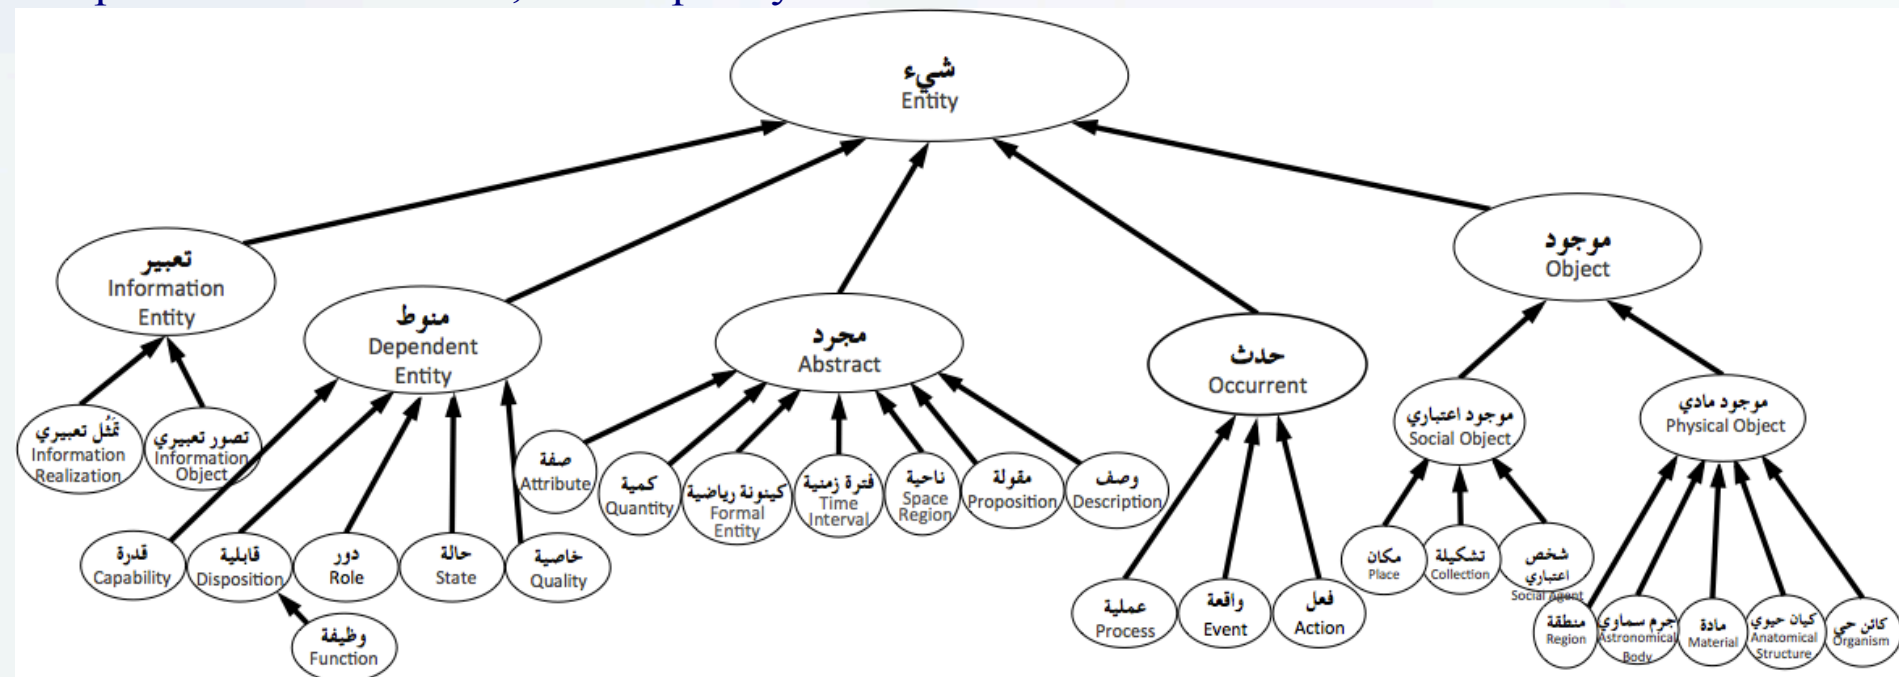 شيء
Entity
تعبير
Information
Entity
منوط
Dependent
Entity
مجرد
Abstract
حدث
Occurrent
موجود
Object
تمَثُّل تعبيري
Information
Realization
تصور تعبيري
Information
Object
صفة
Attribute
كمية
Quantity
كينونة رياضية
Formal
Entity
فترة زمنية
Time
Interval
ناحية
Space
Region
مقولة
Proposition
وصف
Description
موجود اعتباري
Social Object
موجود مادي
Physical Object
قدرة
Capability
قابلية
Disposition
دور
Role
حالة
State
خاصية
Quality
وظيفة
Function
عملية
Process
واقعة
Event
فعل
Action
مكان
Place
تشكيلة
Collection
شخص
اعتباري
Social Agent
منطقة
Region
جرم سماوي
Astronomical
Body
مادة
Material
كيان حيوي
Anatomical
Structure
كائن حي
Organism